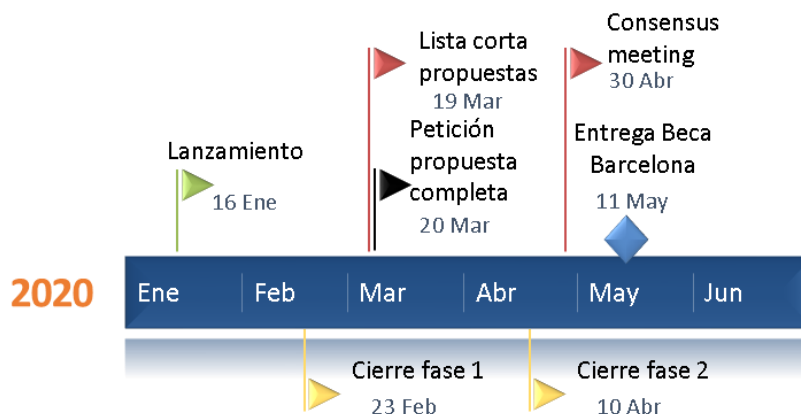 Lista corta
propuestas
19 Mar
Consensus
meeting
30 Abr
Lanzamiento
16 Ene
Petición
propuesta
completa
20 Mar
Entrega Beca
Barcelona
11 May
2020
Ene
Feb
Mar
Abr
May
Jun
Cierre fase 1
23 Feb
Cierre fase 2
10 Abr